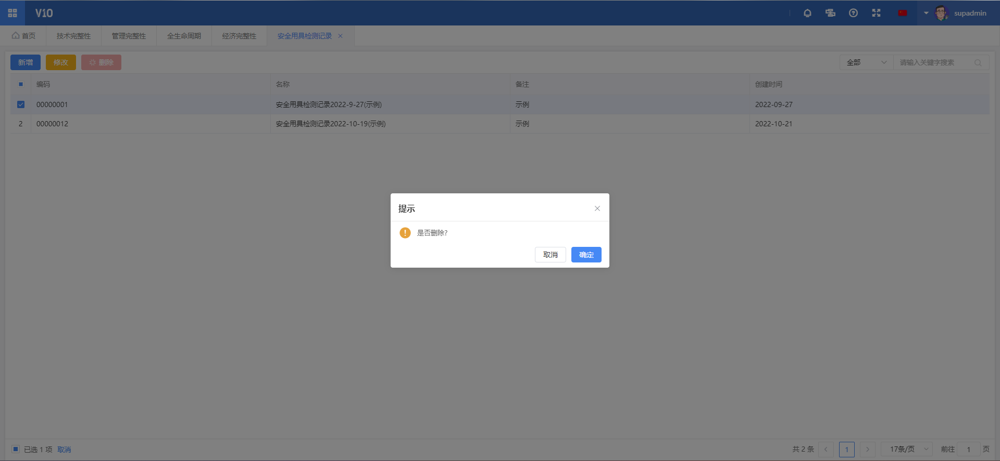 V10
supadmin
首页 技术完整性 管理完整性 全生命周期 经济完整性 安全用具检测记录
新增 修改 删除 全部 请输入关键字搜索
编码 名称 备注 创建时间
00000001 安全用具检测记录2022-9-27(示例) 示例 2022-09-27
2 00000012 安全用具检测记录2022-10-19(示例) 示例 2022-10-21
提示
是否删除?
取消 确定
已选 1 项 取消 共 2 条 1 17条/页 前往 1 页